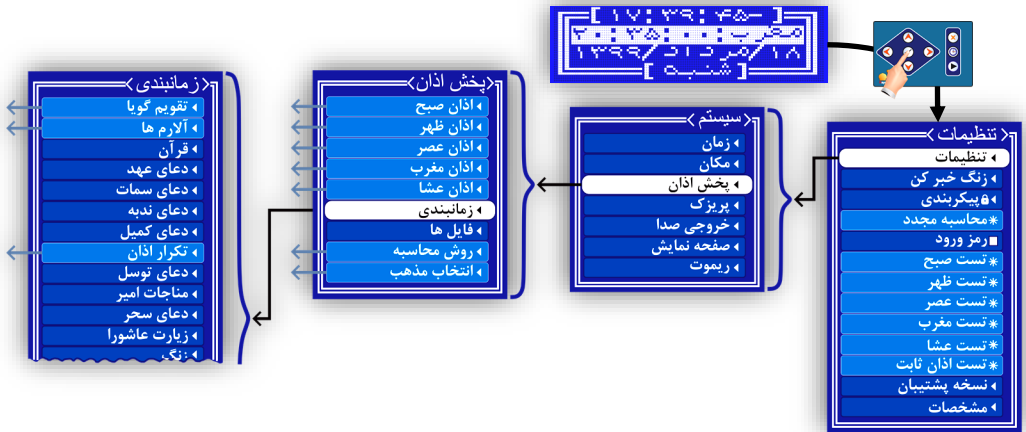 [ ۱۷:۳۹:۴۵- ]
مغرب:۲۰:۳۵:۰۰
۱۸/مرداد/۱۳۹۹
[ شنبه ]
تنظیمات
تنظیمات
زنگ خبر کن
پیکربندی
محاسبه مجدد
رمز ورود
تست صبح
تست ظهر
تست عصر
تست مغرب
تست عشا
تست اذان ثابت
نسخه پشتیبان
مشخصات
سیستم
زمان
مکان
پخش اذان
پریزک
خروجی صدا
صفحه نمایش
ریموت
پخش اذان
اذان صبح
اذان ظهر
اذان عصر
اذان مغرب
اذان عشا
زمانبندی
فایل ها
روش محاسبه
انتخاب مذهب
زمانبندی
تقویم گویا
آلارم ها
قرآن
دعای عهد
دعای سمات
دعای ندبه
دعای کمیل
تکرار اذان
دعای توسل
مناجات امیر
دعای سحر
زیارت عاشورا
زنگ